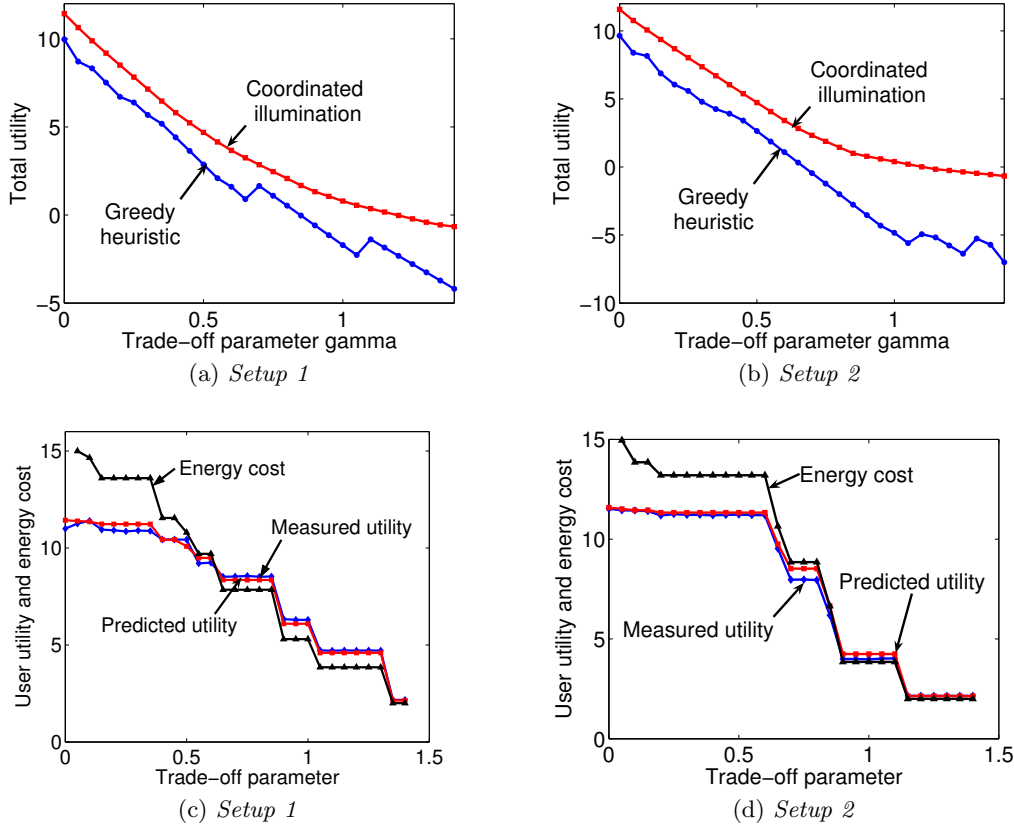 10
5
0
−5
0
0.5
1
Total utility
Coordinated
illumination
Greedy
heuristic
Trade−off parameter gamma
(a) Setup 1
10
5
0
−5
−10
0
0.5
1
Total utility
Coordinated
illumination
Greedy
heuristic
Trade−off parameter gamma
(b) Setup 2
15
10
5
0
0
0.5
1
1.5
User utility and energy cost
Energy cost
Measured utility
Predicted utility
Trade−off parameter
(c) Setup 1
15
10
5
0
0
0.5
1
1.5
User utility and energy cost
Energy cost
Predicted utility
Measured utility
Trade−off parameter
(d) Setup 2